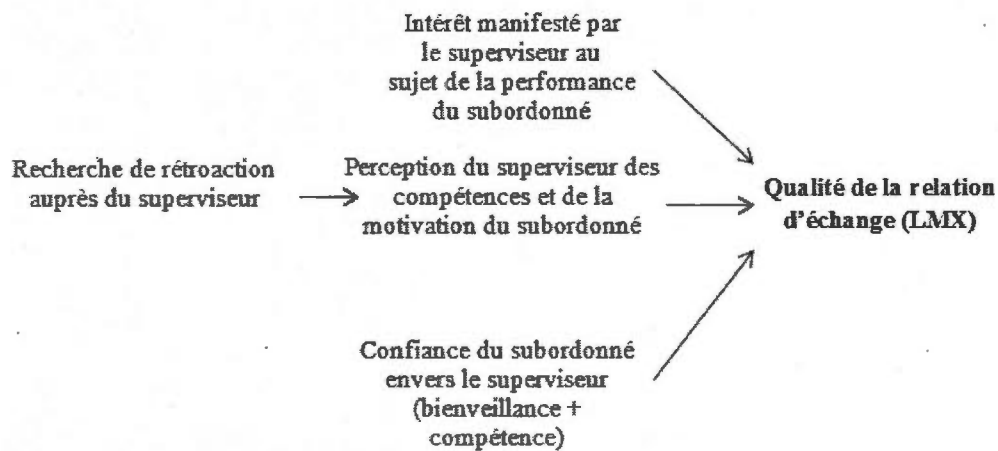 Intérêt manifesté par
le superviseur au
sujet de la performance
du subordonné
Recherche de rétroaction
auprès du superviseur
Perception du superviseur des
compétences et de la
motivation du subordonné
Qualité de la relation
d'échange (LMX)
Confiance du subordonné
envers le superviseur
(bienveillance +
compétence)